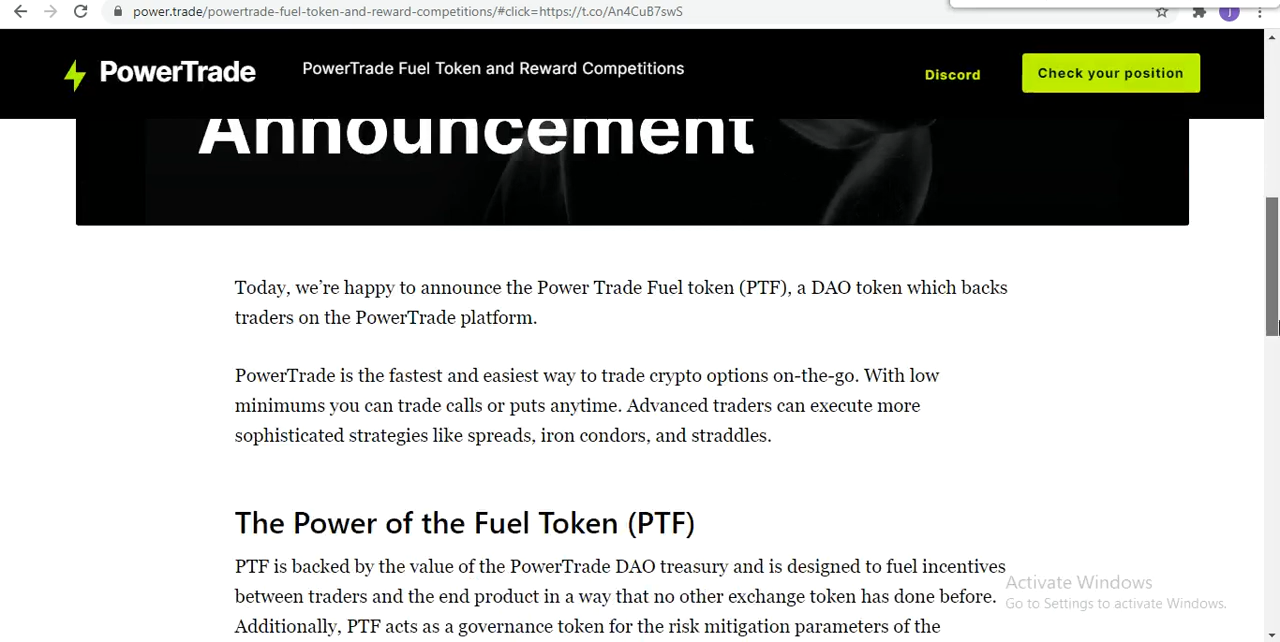 power.trade/powertrade-fuel-token-and-reward-competitions/#click=https://t.co/An4CuB7swS
J
PowerTrade
PowerTrade Fuel Token and Reward Competitions
Discord
Check your position
Announcement
Today, we’re happy to announce the Power Trade Fuel token (PTF), a DAO token which backs
traders on the PowerTrade platform.
PowerTrade is the fastest and easiest way to trade crypto options on-the-go. With low
minimums you can trade calls or puts anytime. Advanced traders can execute more
sophisticated strategies like spreads, iron condors, and straddles.
The Power of the Fuel Token (PTF)
PTF is backed by the value of the PowerTrade DAO treasury and is designed to fuel incentives
between traders and the end product in a way that no other exchange token has done before.
Additionally, PTF acts as a governance token for the risk mitigation parameters of the
Activate Windows
Go to Settings to activate Windows.